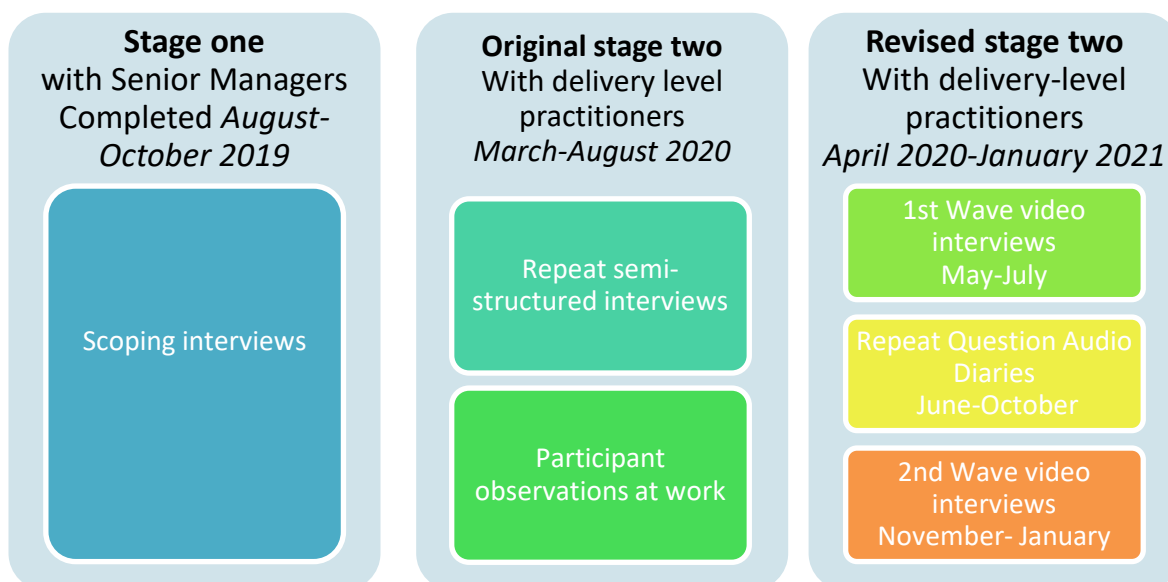 Stage one
with Senior Managers
Completed August-
October 2019
Scoping interviews
Original stage two
With delivery level
practitioners
March-August 2020
Repeat semi-
structured interviews
Participant
observations at work
Revised stage two
With delivery-level
practitioners
April 2020-January 2021
1st Wave video
interviews
May-July
Repeat Question Audio
Diaries
June-October
2nd Wave video
interviews
November- January